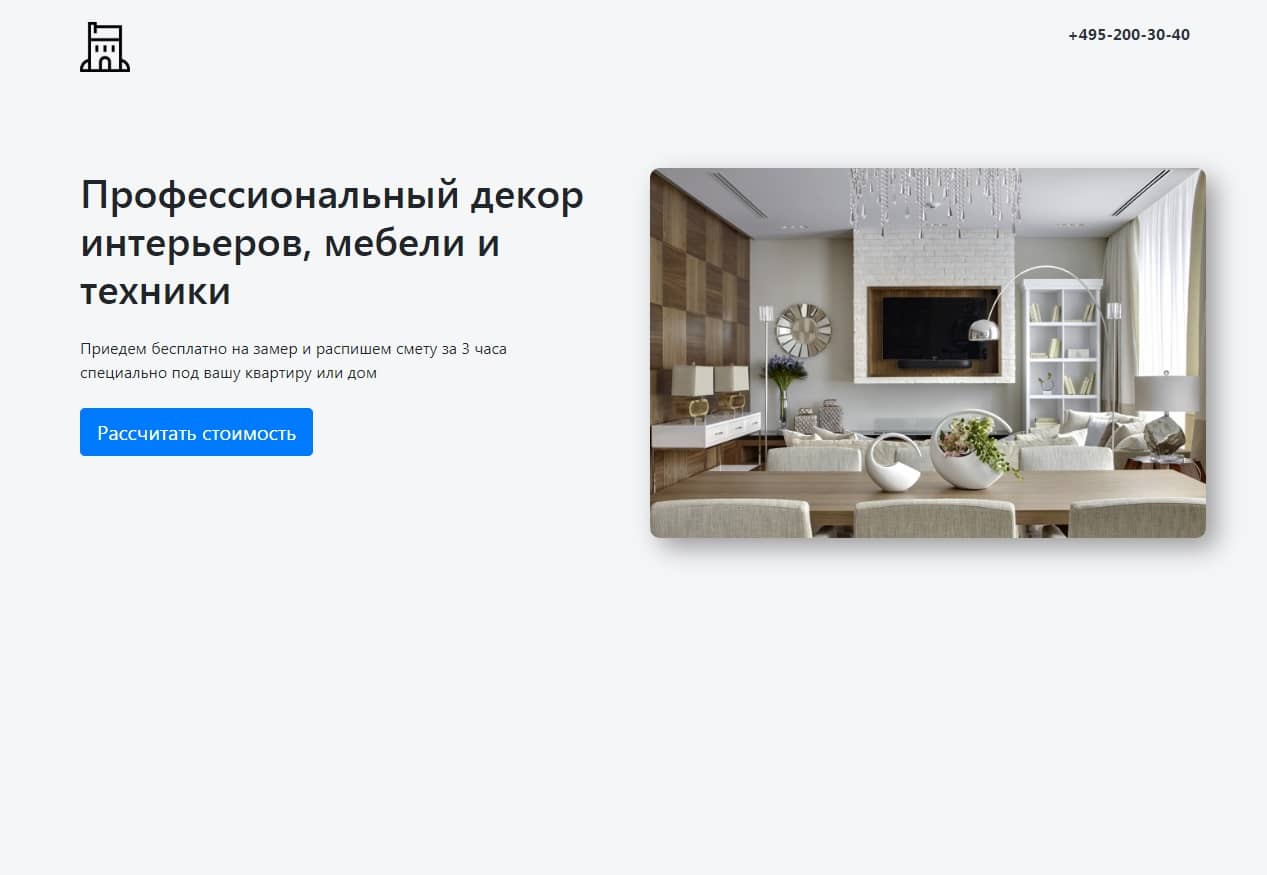 +495-200-30-40
Профессиональный декор
интерьеров, мебели и
техники
Приедем бесплатно на замер и распишем смету за 3 часа
специально под вашу квартиру или дом
Рассчитать стоимость